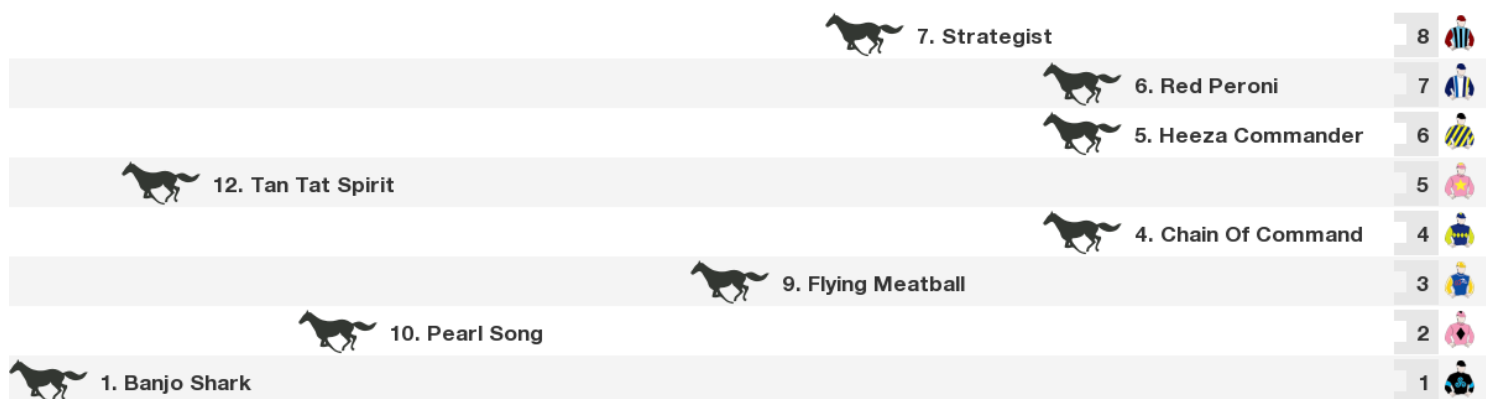 7. Strategist 8
6. Red Peroni 7
5. Heeza Commander 6
12. Tan Tat Spirit 5
4. Chain Of Command 4
9. Flying Meatball 3
10. Pearl Song 2
1. Banjo Shark 1